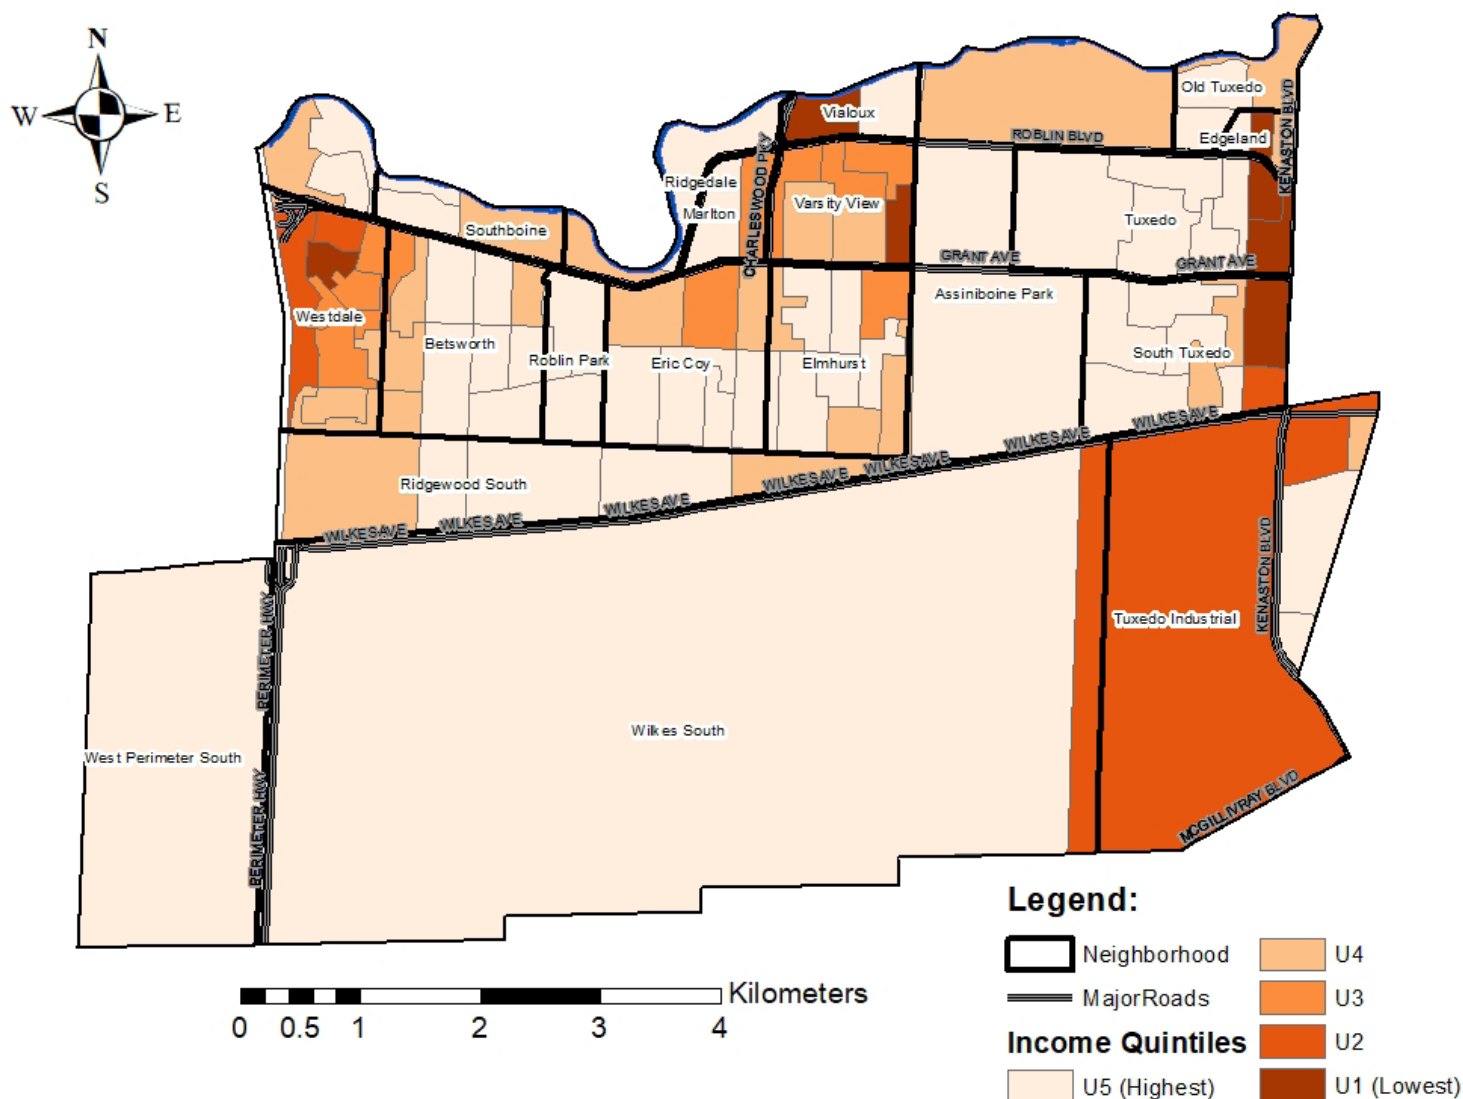 N
W E
S
Old Tuxedo
Vialoux
ROBLIN BLVD
Edgeland
KENASTON BLVD
Ridgedale
CHARLESWOOD PKY
Marlton
Varsity View
Tuxedo
Southboine
GRANT AVE
GRANT AVE
Assiniboine Park
Westdale
Betsworth
Roblin Park
Eric Coy
Elmhurst
South Tuxedo
WILKES AVE
WILKES AVE
WILKES AVE
WILKES AVE
WILKES AVE
WILKES AVE
WILKES AVE
Ridgewood South
KENASTON BLVD
PERIMETER HWY
Tuxedo Industrial
Wilkes South
West Perimeter South
PERIMETER HWY
MCGILLIVRAY BLVD
Legend:
Neighborhood
Major Roads
Income Quintiles
U5 (Highest)
U4
U3
U2
U1 (Lowest)
Kilometers
0 0.5 1 2 3 4